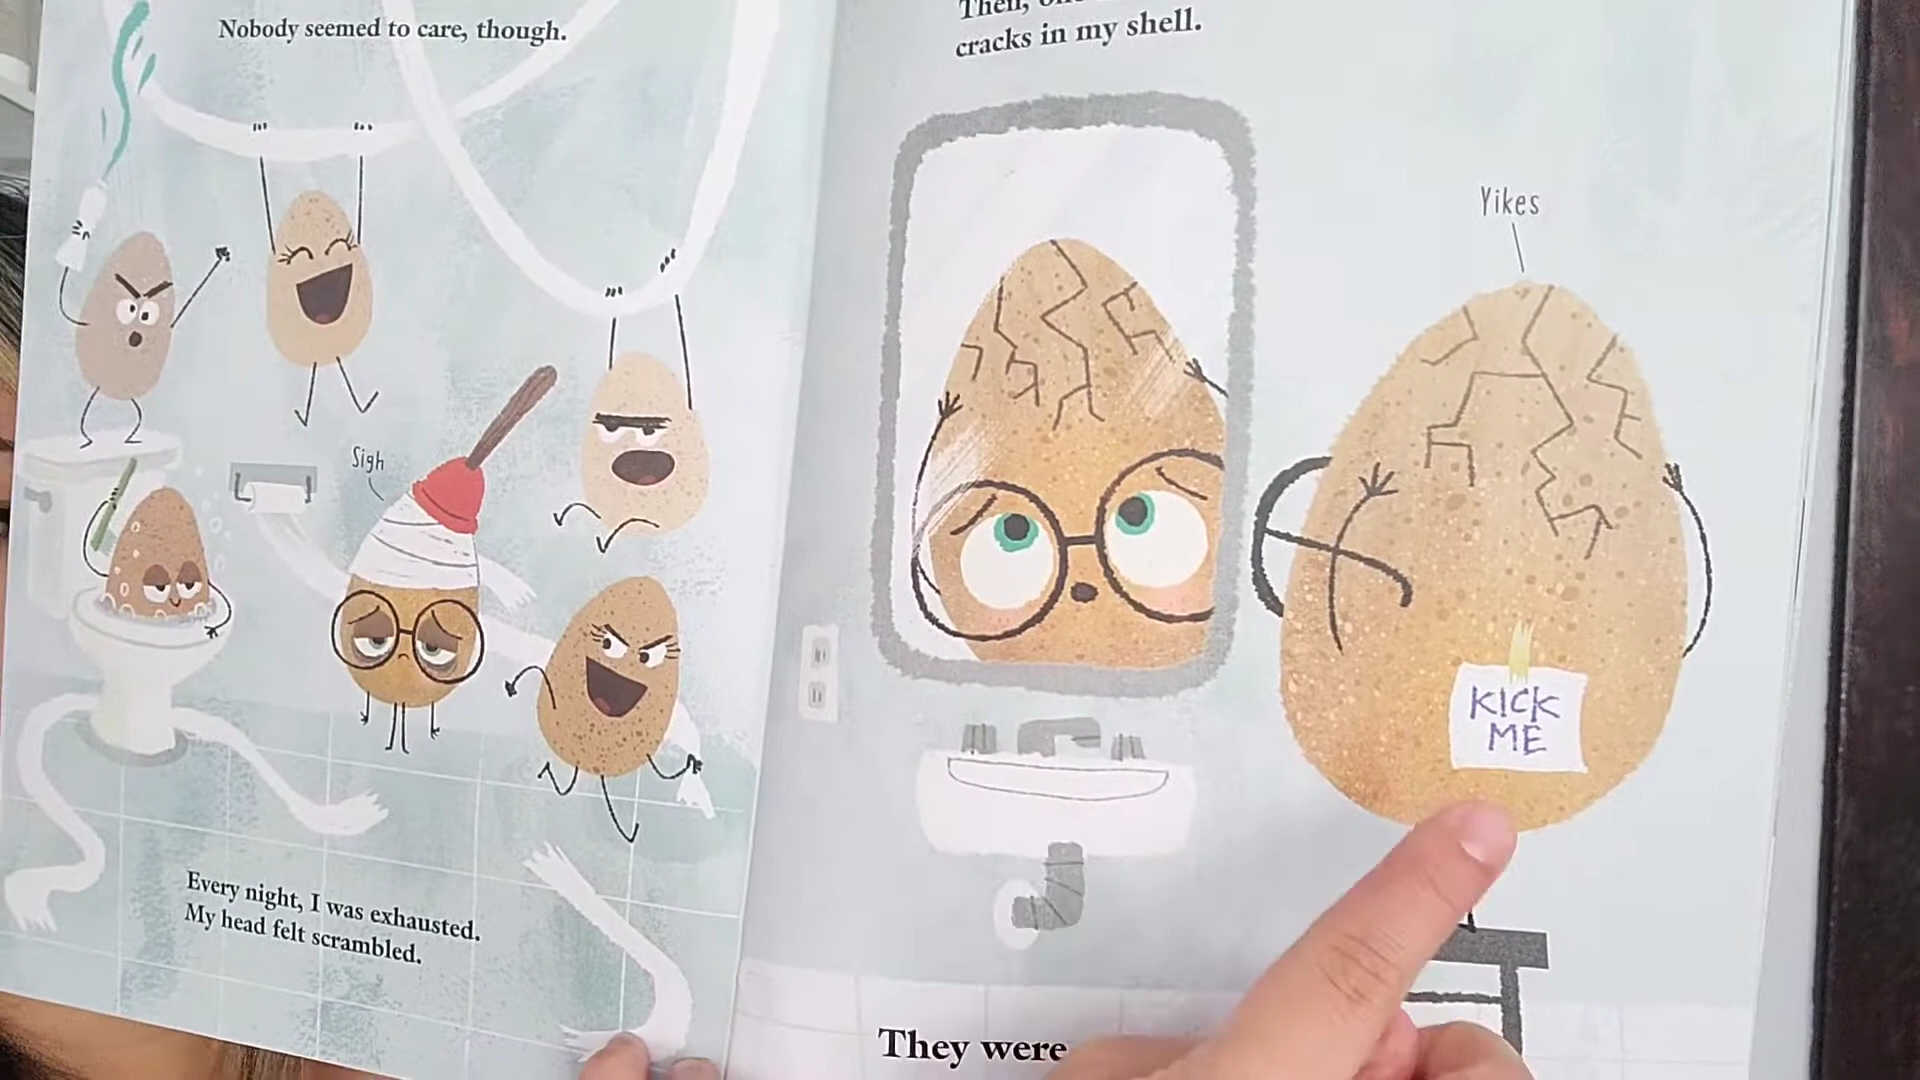 Nobody seemed to care, though.
Sigh
Every night, I was exhausted.
My head felt scrambled.
Then,
cracks in my shell.
Yikes
KICK
ME
They were